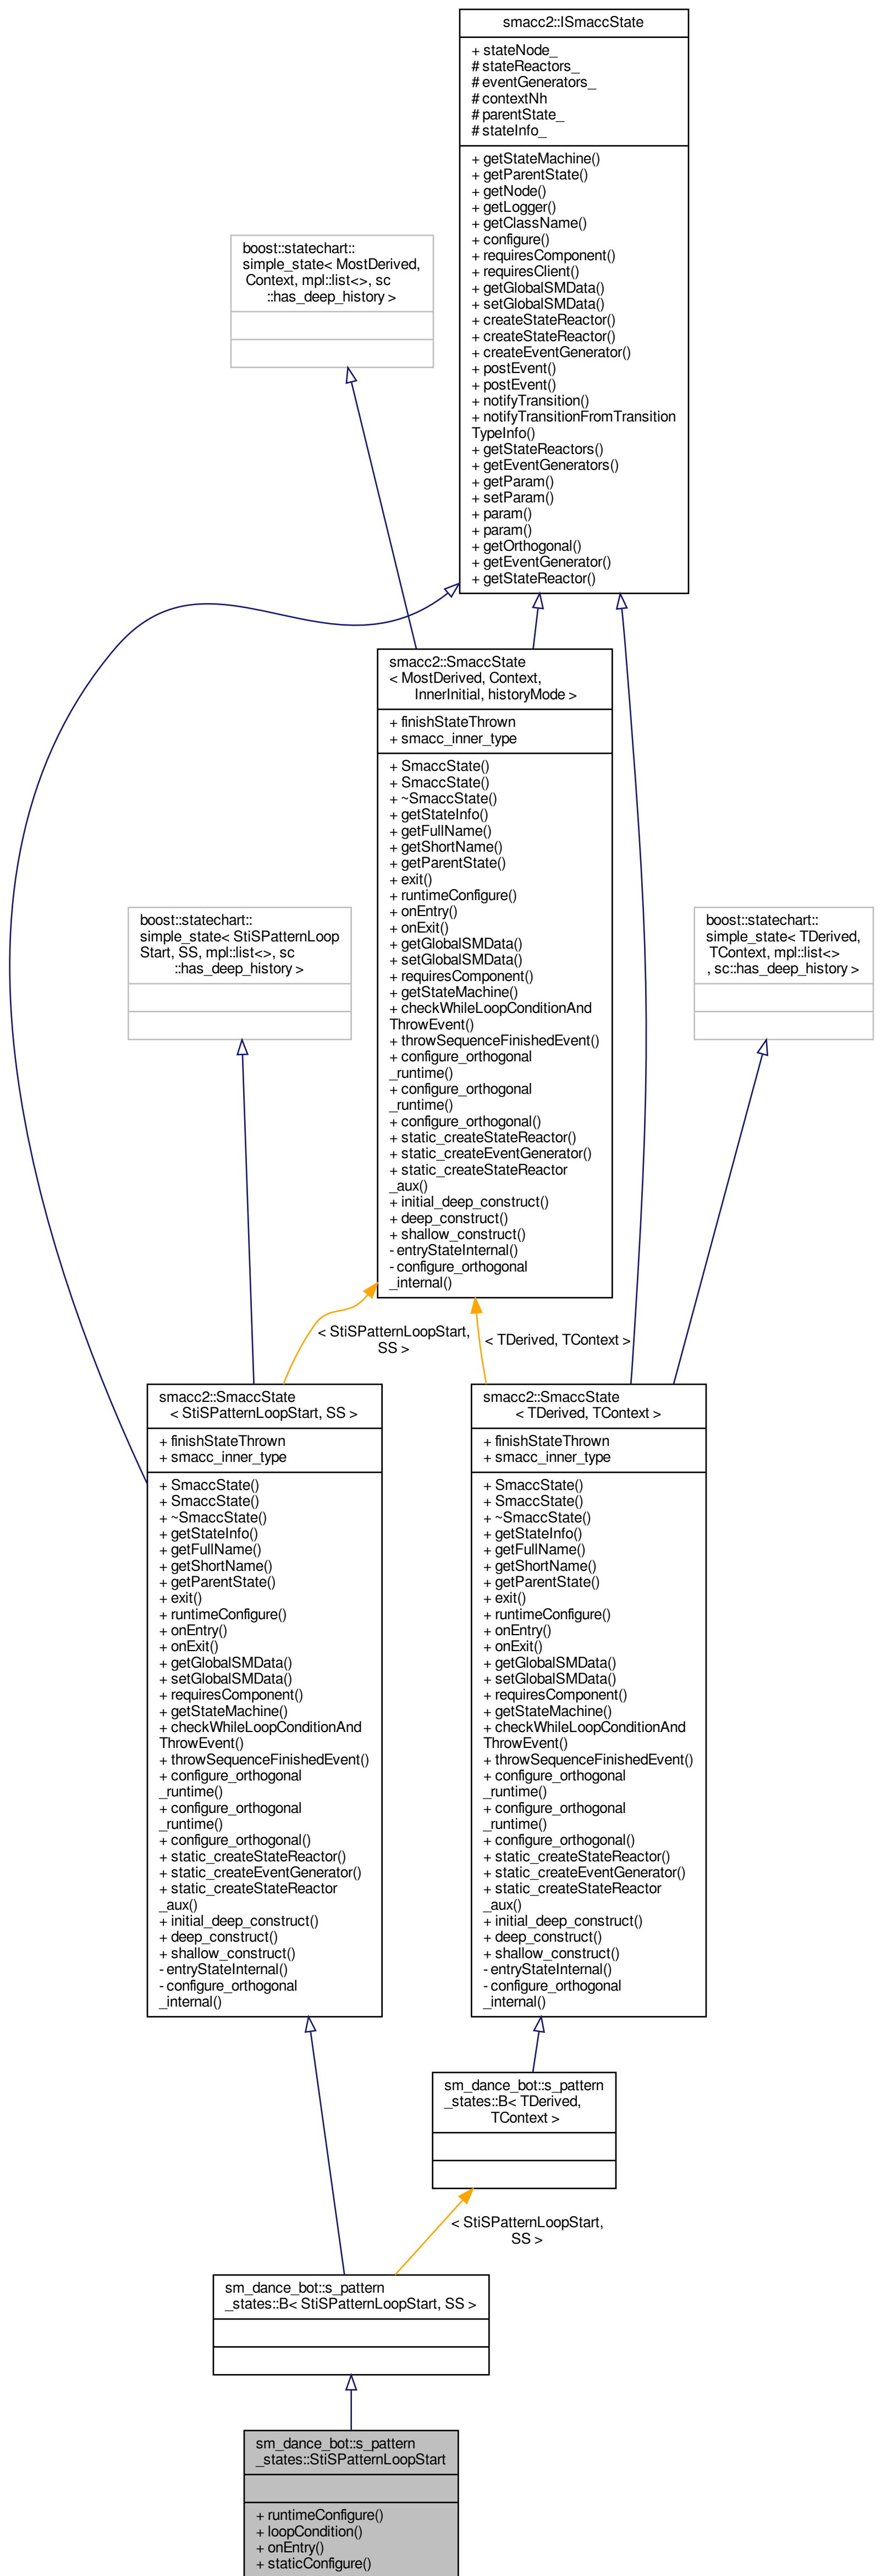 smacc2::ISmaccState
+ stateNode_
# stateReactors_
# eventGenerators_
# contextNh
# parentState_
# stateInfo_
+ getStateMachine()
+ getParentState()
+ getNode()
+ getLogger()
+ getClassName()
+ configure()
+ requiresComponent()
+ requiresClient()
+ getGlobalSMData()
+ setGlobalSMData()
+ createStateReactor()
+ createStateReactor()
+ createEventGenerator()
+ postEvent()
+ postEvent()
+ notifyTransition()
+ notifyTransitionFromTransition
TypeInfo()
+ getStateReactors()
+ getEventGenerators()
+ getParam()
+ setParam()
+ param()
+ param()
+ getOrthogonal()
+ getEventGenerator()
+ getStateReactor()
boost::statechart::
simple_state< MostDerived,
Context, mpl::list<>, sc
::has_deep_history >
smacc2::SmaccState
< MostDerived, Context,
InnerInitial, historyMode >
+ finishStateThrown
+ smacc_inner_type
+ SmaccState()
+ SmaccState()
+ ~SmaccState()
+ getStateInfo()
+ getFullName()
+ getShortName()
+ getParentState()
+ exit()
+ runtimeConfigure()
+ onEntry()
+ onExit()
+ getGlobalSMData()
+ setGlobalSMData()
+ requiresComponent()
+ getStateMachine()
+ checkWhileLoopConditionAnd
ThrowEvent()
+ throwSequenceFinishedEvent()
+ configure_orthogonal
_runtime()
+ configure_orthogonal
_runtime()
+ configure_orthogonal()
+ static_createStateReactor()
+ static_createEventGenerator()
+ static_createStateReactor
_aux()
+ initial_deep_construct()
+ deep_construct()
+ shallow_construct()
- entryStateInternal()
- configure_orthogonal
_internal()
boost::statechart::
simple_state< StiSPatternLoop
Start, SS, mpl::list<>, sc
::has_deep_history >
boost::statechart::
simple_state< TDerived,
TContext, mpl::list<>
, sc::has_deep_history >
< StiSPatternLoopStart,
SS >
< TDerived, TContext >
smacc2::SmaccState
< StiSPatternLoopStart, SS >
+ finishStateThrown
+ smacc_inner_type
+ SmaccState()
+ SmaccState()
+ ~SmaccState()
+ getStateInfo()
+ getFullName()
+ getShortName()
+ getParentState()
+ exit()
+ runtimeConfigure()
+ onEntry()
+ onExit()
+ getGlobalSMData()
+ setGlobalSMData()
+ requiresComponent()
+ getStateMachine()
+ checkWhileLoopConditionAnd
ThrowEvent()
+ throwSequenceFinishedEvent()
+ configure_orthogonal
_runtime()
+ configure_orthogonal
_runtime()
+ configure_orthogonal()
+ static_createStateReactor()
+ static_createEventGenerator()
+ static_createStateReactor
_aux()
+ initial_deep_construct()
+ deep_construct()
+ shallow_construct()
- entryStateInternal()
- configure_orthogonal
_internal()
smacc2::SmaccState
< TDerived, TContext >
+ finishStateThrown
+ smacc_inner_type
+ SmaccState()
+ SmaccState()
+ ~SmaccState()
+ getStateInfo()
+ getFullName()
+ getShortName()
+ getParentState()
+ exit()
+ runtimeConfigure()
+ onEntry()
+ onExit()
+ getGlobalSMData()
+ setGlobalSMData()
+ requiresComponent()
+ getStateMachine()
+ checkWhileLoopConditionAnd
ThrowEvent()
+ throwSequenceFinishedEvent()
+ configure_orthogonal
_runtime()
+ configure_orthogonal
_runtime()
+ configure_orthogonal()
+ static_createStateReactor()
+ static_createEventGenerator()
+ static_createStateReactor
_aux()
+ initial_deep_construct()
+ deep_construct()
+ shallow_construct()
- entryStateInternal()
- configure_orthogonal
_internal()
sm_dance_bot::s_pattern
_states::B< TDerived,
TContext >
< StiSPatternLoopStart,
SS >
sm_dance_bot::s_pattern
_states::B< StiSPatternLoopStart, SS >
sm_dance_bot::s_pattern
_states::StiSPatternLoopStart
+ runtimeConfigure()
+ loopCondition()
+ onEntry()
+ staticConfigure()